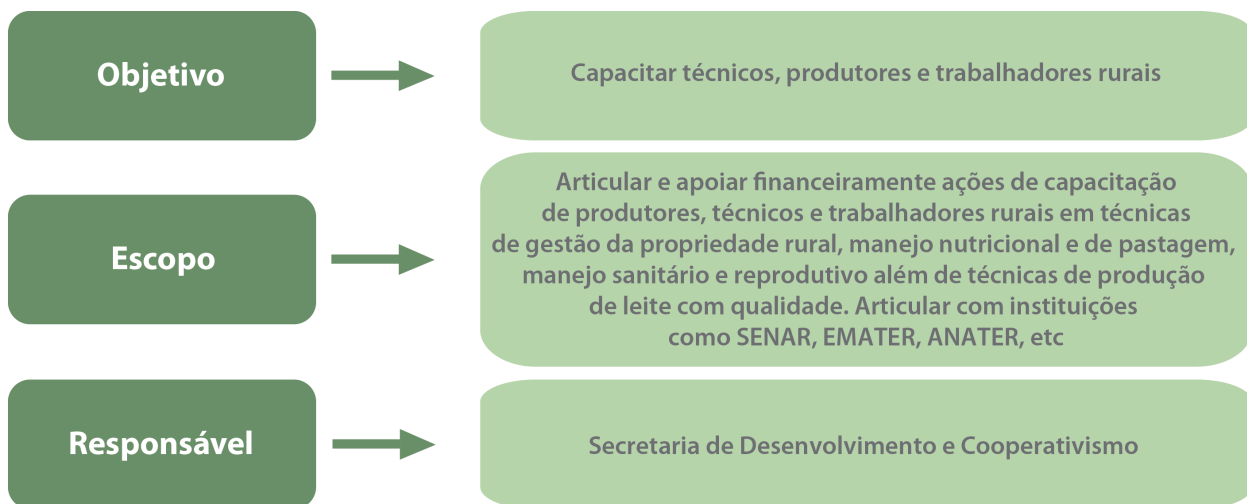 Objetivo
Capacitar técnicos, produtores e trabalhadores rurais
Escopo
Articular e apoiar financeiramente ações de capacitação
de produtores, técnicos e trabalhadores rurais em técnicas
de gestão da propriedade rural, manejo nutricional e de pastagem,
manejo sanitário e reprodutivo além de técnicas de produção
de leite com qualidade. Articular com instituições
como SENAR, EMATER, ANATER, etc
Responsável
Secretaria de Desenvolvimento e Cooperativismo